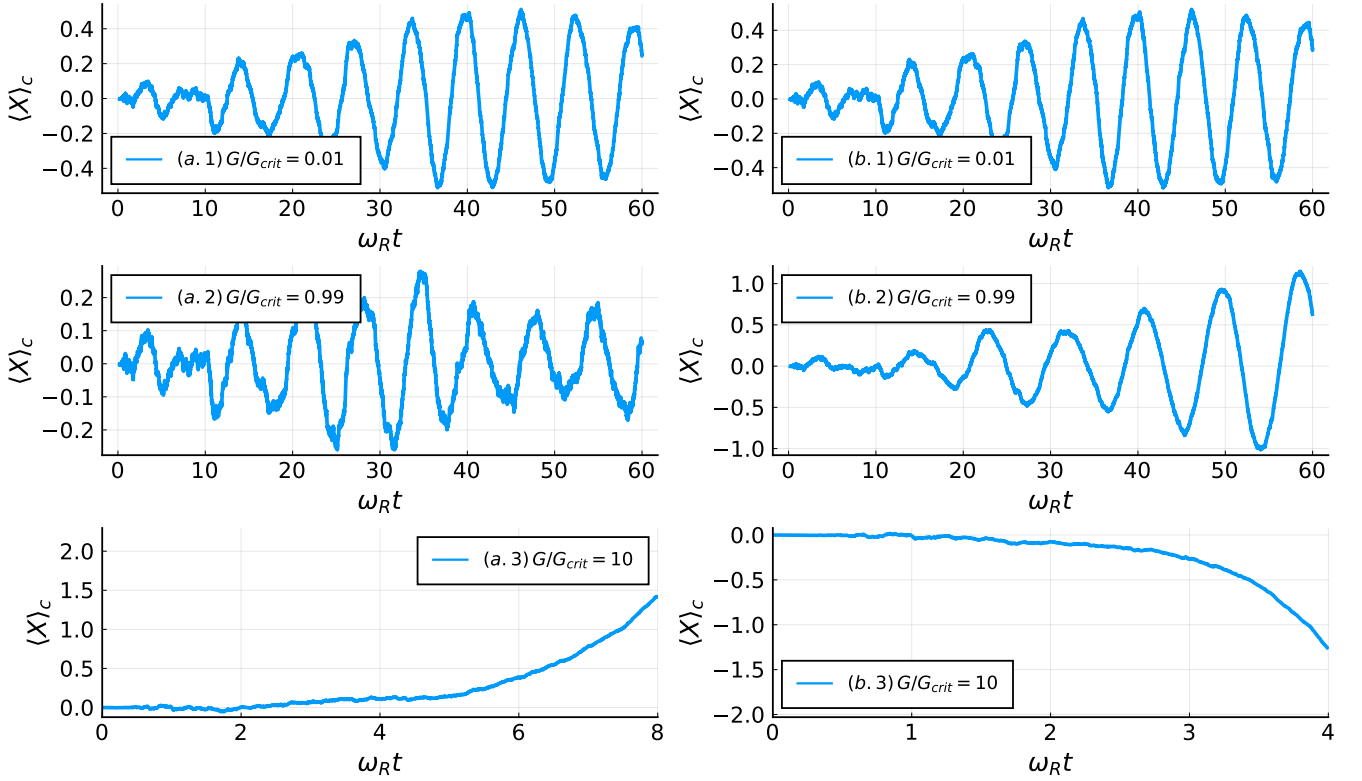 0.4
0.2
0.0
−0.2
−0.4
⟨X⟩c
(a.1) G/Gcrit = 0.01
0 10 20 30 40 50 60
ωRt
0.4
0.2
0.0
−0.2
−0.4
⟨X⟩c
(b.1) G/Gcrit = 0.01
0 10 20 30 40 50 60
ωRt
0.2
0.1
0.0
−0.1
−0.2
⟨X⟩c
(a.2) G/Gcrit = 0.99
0 10 20 30 40 50 60
ωRt
1.0
0.5
0.0
−0.5
−1.0
⟨X⟩c
(b.2) G/Gcrit = 0.99
0 10 20 30 40 50 60
ωRt
2.0
1.5
1.0
0.5
0.0
⟨X⟩c
(a.3) G/Gcrit = 10
0 2 4 6 8
ωRt
0.0
−0.5
−1.0
−1.5
−2.0
⟨X⟩c
(b.3) G/Gcrit = 10
0 1 2 3 4
ωRt